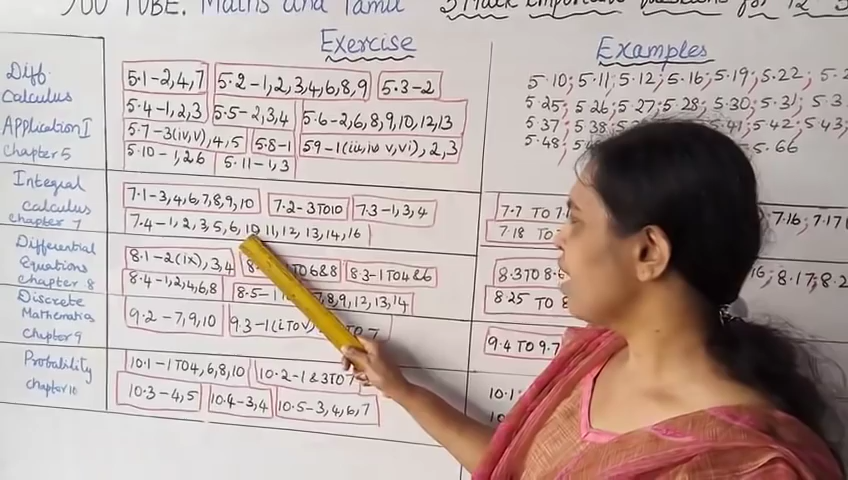 YOU TUBE: Maths and Tamil
Important questions for 12
Exercise
Examples
Diff
Calculus
Application I
Chapter 5
5.1-2,4,7
5.2-1,2,3,4,6,8,9
5.3-2
5.4-1,2,3
5.5-2,3,4
5.6-2,6,8,9,10,12,13
5.7-3(iv,v),4,5
5.8-1
5.9-1(iii,iv v,vi),2,3
5.10-1,2,6
5.11-1,3
5.10; 5.11; 5.12; 5.16; 5.19; 5.22;
5.25; 5.26; 5.27; 5.28; 5.30; 5.31;
5.37; 5.38; 5.41; 5.42; 5.43;
5.48; 5.66
Integral
Calculus
chapter 7
7.1-3,4,6,7,8,9,10
7.2-3 TO 10
7.3-1,3,4
7.4-1,2,3,5,6,10,11,12,13,14,16
7.7 TO
7.16; 7.17
7.18 TO
Differential
Equations
chapter 8
8.1-2(ix),3,4
TO 6&8
8.3-1 TO 4&6
8.4-1,2,4,6,8
8.5-1
7,8,9,12,13,14
8.3 TO 8.
8.17; 8.2
8.25 TO 8
Discrete
Mathematics
chapter 9
9.2-7,9,10
9.3-1(i TO v)
TO 7
9.4 TO 9.7
Probability
chapter 10
10.1-1 TO 4,6,8,10
10.2-1 & 3 TO 7
10.3-4,5
10.4-3,4
10.5-3,4,6,7
10.1